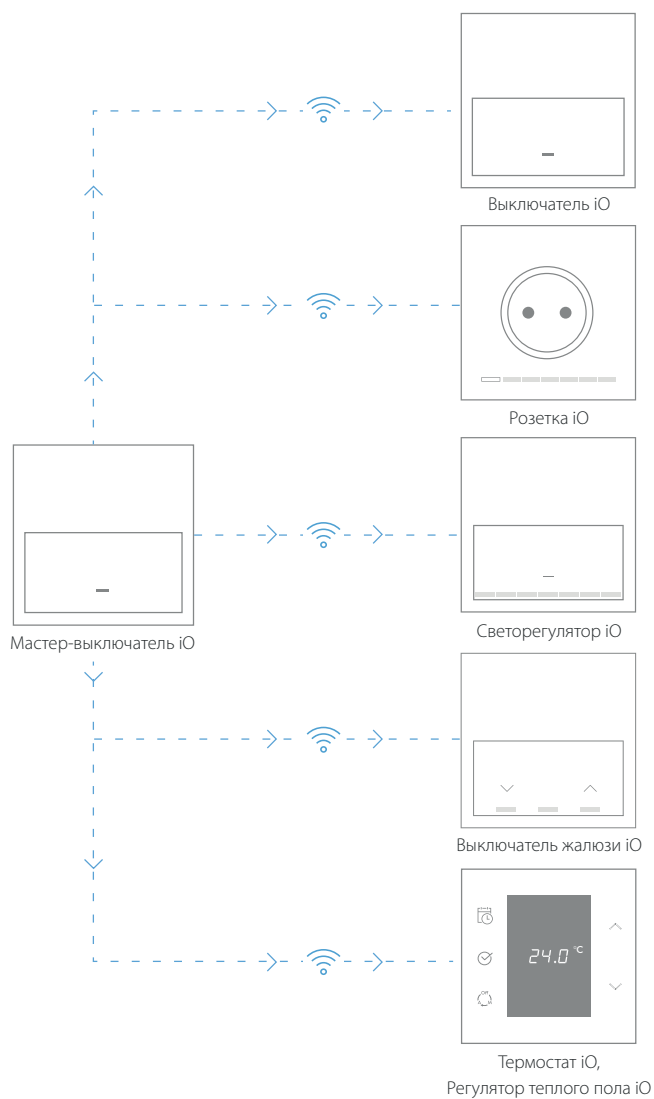 Выключатель iO
Розетка iO
Мастер-выключатель iO
Светорегулятор iO
Выключатель жалюзи iO
24.0 °C
Off
Термостат iO,
Регулятор теплого пола iO